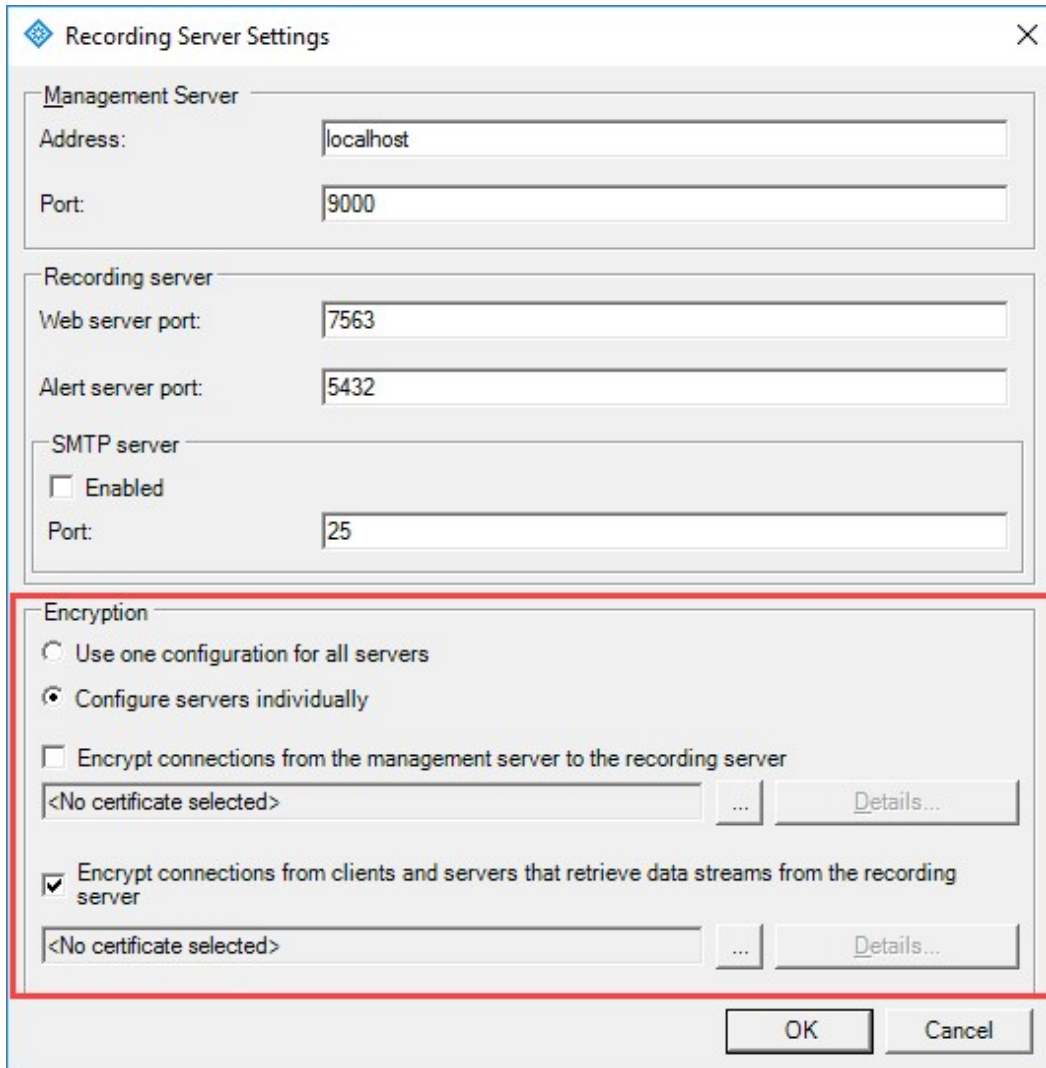 Recording Server Settings
Management Server
Address:
localhost
Port:
9000
Recording server
Web server port:
7563
Alert server port:
5432
SMTP server
Enabled
Port:
25
Encryption
Use one configuration for all servers
Configure servers individually
Encrypt connections from the management server to the recording server
<No certificate selected>
...
Details...
Encrypt connections from clients and servers that retrieve data streams from the recording
server
<No certificate selected>
...
Details...
OK
Cancel